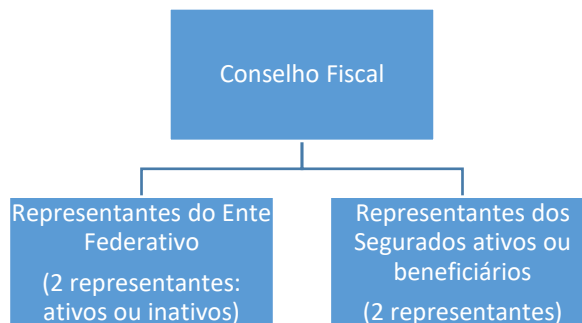 Conselho Fiscal
Representantes do Ente
Federativo
(2 representantes:
ativos ou inativos)
Representantes dos
Segurados ativos ou
beneficiários
(2 representantes)